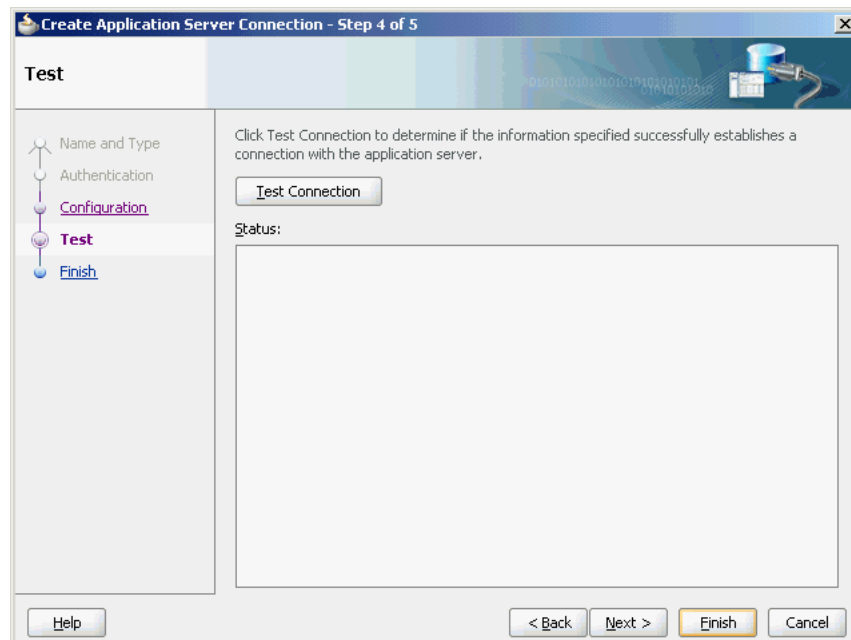 Create Application Server Connection - Step 4 of 5
Test
Name and Type
Authentication
Configuration
Test
Finish
Click Test Connection to determine if the information specified successfully establishes a
connection with the application server.
Test Connection
Status:
Help
< Back
Next >
Finish
Cancel